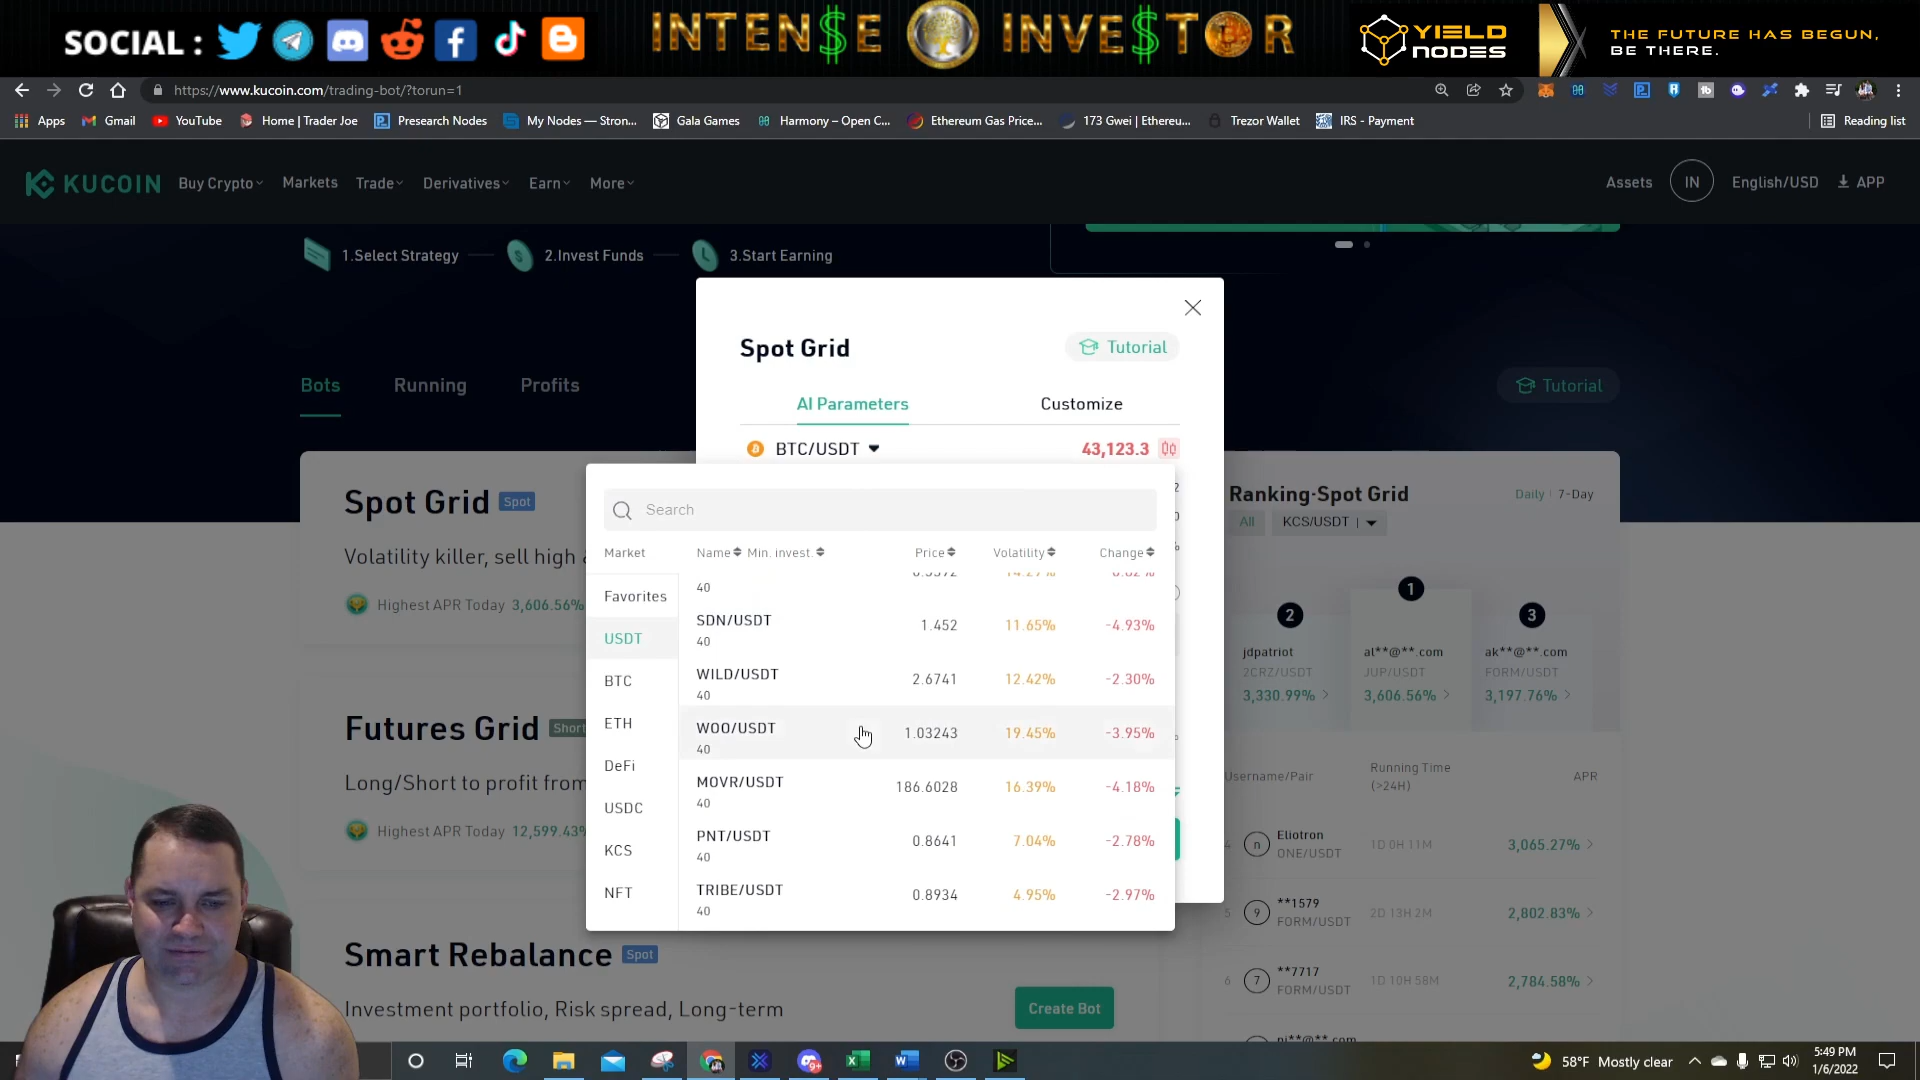 SOCIAL :
INTEN$E INVE$TOR
YIELD NODES
THE FUTURE HAS BEGUN,
BE THERE.
https://www.kucoin.com/trading-bot/?torun=1
Apps Gmail YouTube Home | Trader Joe Presearch Nodes My Nodes — Stron... Gala Games Harmony – Open C... Ethereum Gas Price... 173 Gwei | Ethereu... Trezor Wallet IRS - Payment Reading list
KUCOIN Buy Crypto Markets Trade Derivatives Earn More Assets IN English/USD APP
1.Select Strategy 2.Invest Funds 3.Start Earning
Bots Running Profits Tutorial
Spot Grid Tutorial
AI Parameters Customize
BTC/USDT 43,123.3
Search
Market Name Min. invest. Price Volatility Change
Favorites
USDT
BTC
ETH
DeFi
USDC
KCS
NFT
40
SDN/USDT 1.452 11.65% -4.93%
40
WILD/USDT 2.6741 12.42% -2.30%
40
WOO/USDT 1.03243 19.45% -3.95%
40
MOVR/USDT 186.6028 16.39% -4.18%
40
PNT/USDT 0.8641 7.04% -2.78%
40
TRIBE/USDT 0.8934 4.95% -2.97%
40
Spot Grid Spot
Volatility killer, sell high
Highest APR Today 3,606.56%
Futures Grid Short
Long/Short to profit from
Highest APR Today 12,599.43%
Smart Rebalance Spot
Investment portfolio, Risk spread, Long-term
Create Bot
Ranking·Spot Grid Daily | 7-Day
All KCS/USDT
2 1 3
jdpatriot at**@**.com ak**@**.com
2CRZ/USDT JUP/USDT FORM/USDT
3,330.99% 3,606.56% 3,197.76%
Username/Pair Running Time (>24H) APR
4 n Eliotron 1D 0H 11M 3,065.27%
ONE/USDT
5 9 **1579 2D 13H 2M 2,802.83%
FORM/USDT
6 7 **7717 1D 10H 58M 2,784.58%
FORM/USDT
58°F Mostly clear
5:49 PM
1/6/2022